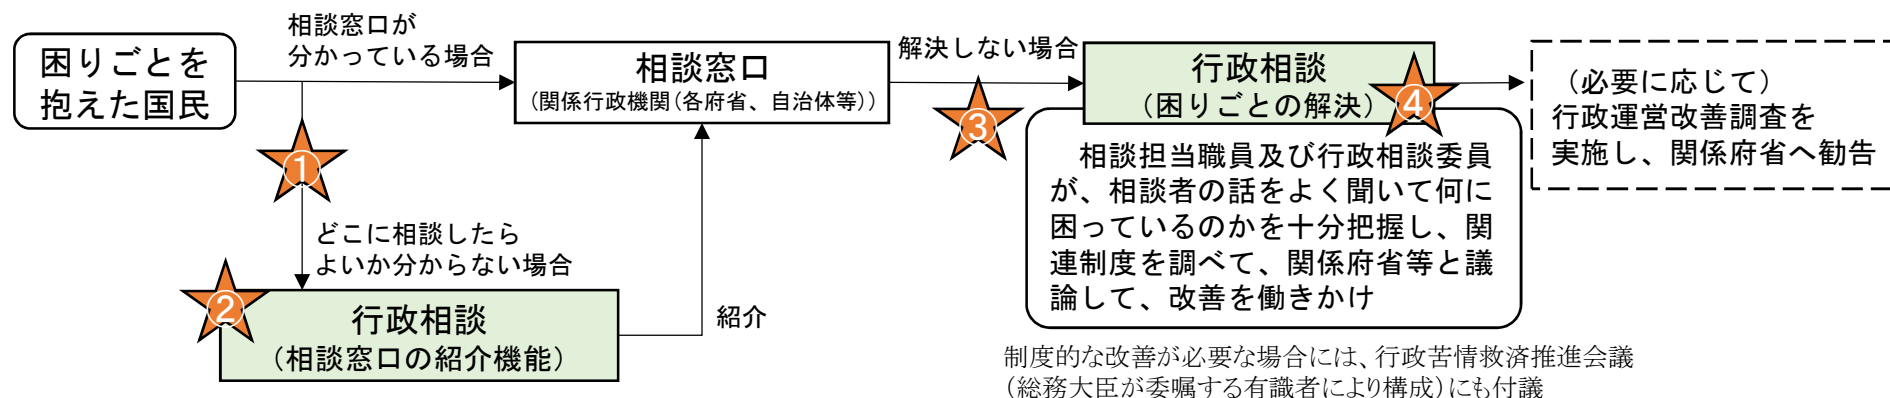 困りごとを
抱えた国民
相談窓口が
分かっている場合
①
どこに相談したら
よいか分からない場合
②
行政相談
（相談窓口の紹介機能）
紹介
相談窓口
（関係行政機関（各府省、自治体等））
解決しない場合
③
行政相談
（困りごとの解決）
④
　相談担当職員及び行政相談委員
が、相談者の話をよく聞いて何に
困っているのかを十分把握し、関
連制度を調べて、関係府省等と議
論して、改善を働きかけ
制度的な改善が必要な場合には、行政苦情救済推進会議
（総務大臣が委嘱する有識者により構成）にも付議
（必要に応じて）
行政運営改善調査を
実施し、関係府省へ勧告